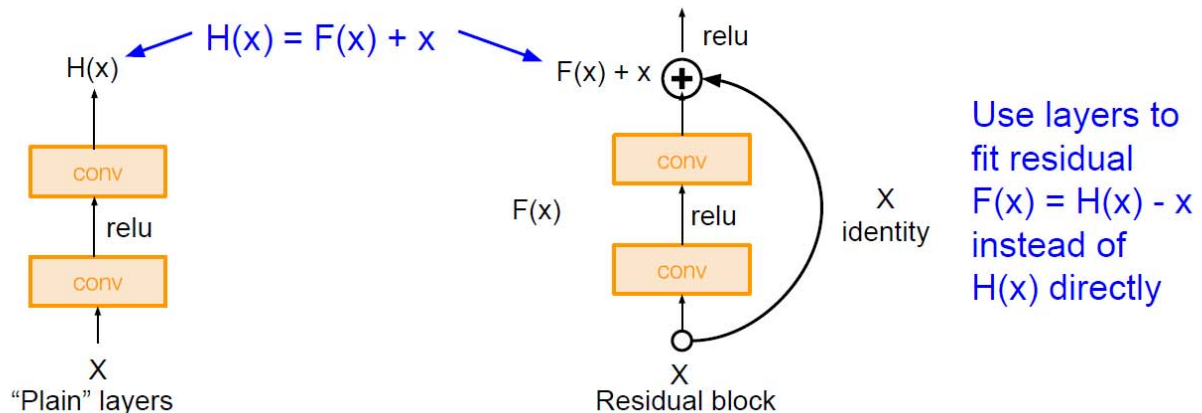 H(x) = F(x) + x
H(x)
conv
relu
conv
X
“Plain” layers
relu
F(x) + x
conv
F(x)
relu
conv
X
identity
X
Residual block
Use layers to
fit residual
F(x) = H(x) - x
instead of
H(x) directly